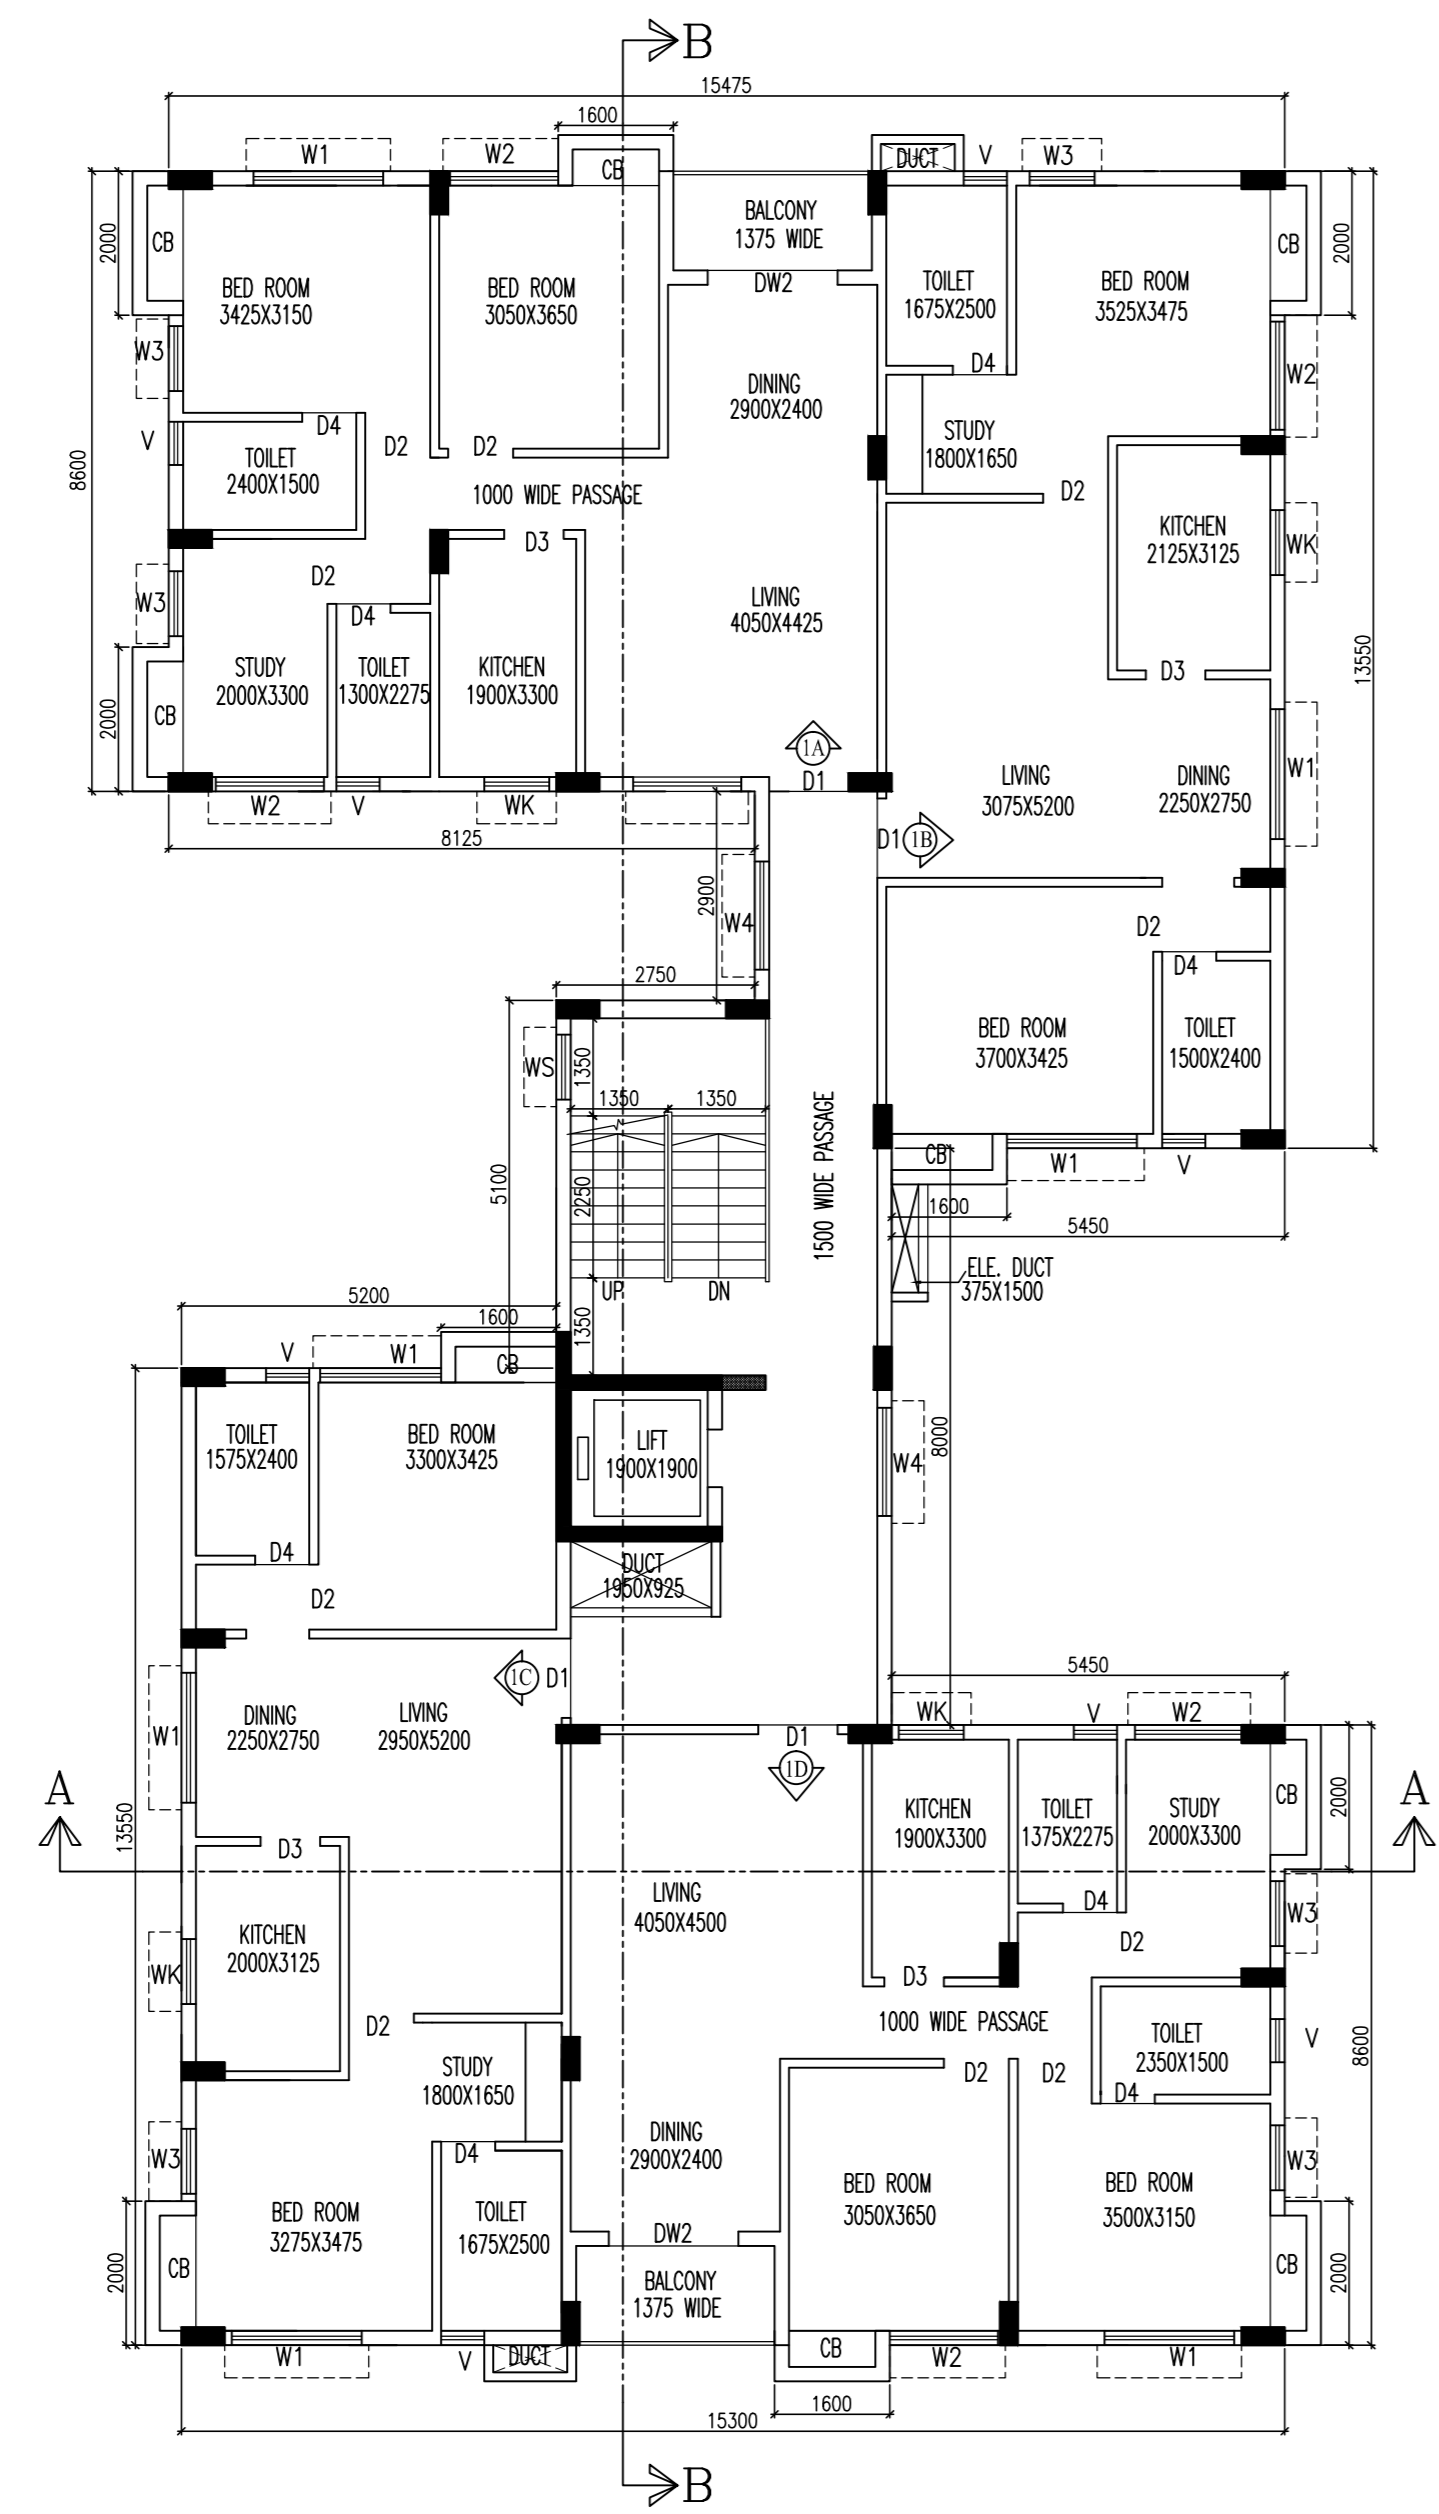 B
15475
1600
W1
W2
CB
DUCT
V
W3
2000
CB
BALCONY
1375 WIDE
CB
2000
BED ROOM
3425X3150
BED ROOM
3050X3650
DW2
TOILET
1675X2500
BED ROOM
3525X3475
W3
D4
W2
DINING
2900X2400
V
D4
D2
D2
STUDY
1800X1650
8600
TOILET
2400X1500
1000 WIDE PASSAGE
D2
KITCHEN
2125X3125
WK
D3
W3
D2
D4
LIVING
4050X4425
13550
STUDY
2000X3300
TOILET
1300X2275
KITCHEN
1900X3300
D3
2000
CB
1A
D1
LIVING
3075X5200
DINING
2250X2750
W1
W2
V
WK
8125
D1
1B
2900
W4
D2
D4
2750
BED ROOM
3700X3425
TOILET
1500X2400
WS
1350
1350
1350
1500 WIDE PASSAGE
CB
W1
V
5100
2250
1600
5450
UP
DN
ELE. DUCT
375X1500
5200
1600
1350
V
W1
CB
TOILET
1575X2400
BED ROOM
3300X3425
LIFT
1900X1900
W4
8000
D4
DUCT
1950X925
D2
1C
D1
5450
DINING
2250X2750
LIVING
2950X5200
W1
WK
V
W2
D1
1D
A
CB
2000
A
13550
KITCHEN
1900X3300
TOILET
1375X2275
STUDY
2000X3300
D3
LIVING
4050X4500
D4
W3
KITCHEN
2000X3125
WK
D2
D3
D2
1000 WIDE PASSAGE
TOILET
2350X1500
V
8600
STUDY
1800X1650
D2
D2
D4
DINING
2900X2400
W3
D4
W3
BED ROOM
3275X3475
TOILET
1675X2500
BED ROOM
3050X3650
BED ROOM
3500X3150
DW2
2000
CB
BALCONY
1375 WIDE
CB
2000
W1
V
DUCT
CB
W2
W1
1600
15300
B